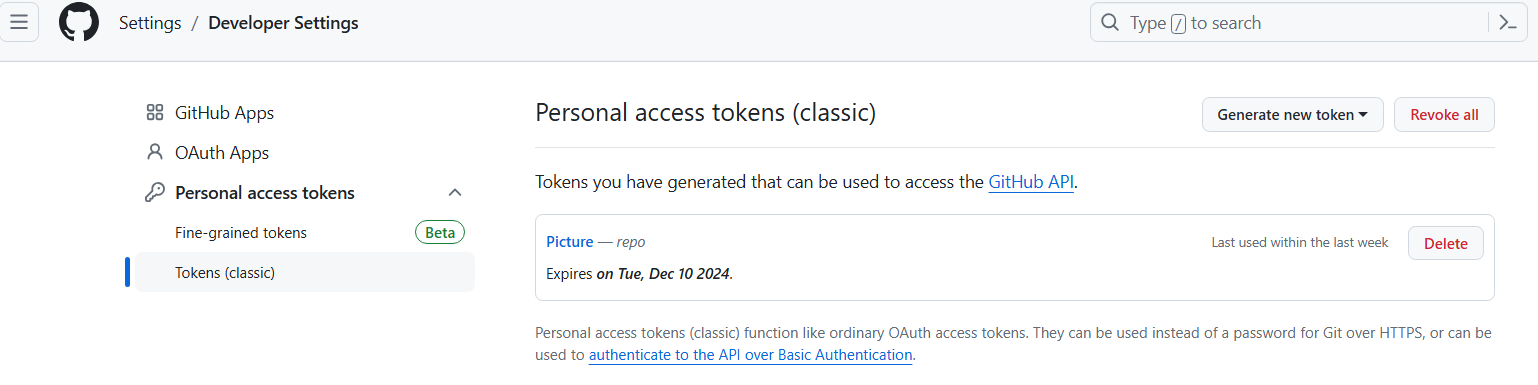 Settings / Developer Settings
Type / to search
GitHub Apps
OAuth Apps
Personal access tokens
Fine-grained tokens Beta
Tokens (classic)
Personal access tokens (classic)
Generate new token
Revoke all
Tokens you have generated that can be used to access the GitHub API.
Picture — repo
Last used within the last week
Delete
Expires on Tue, Dec 10 2024.
Personal access tokens (classic) function like ordinary OAuth access tokens. They can be used instead of a password for Git over HTTPS, or can be
used to authenticate to the API over Basic Authentication.